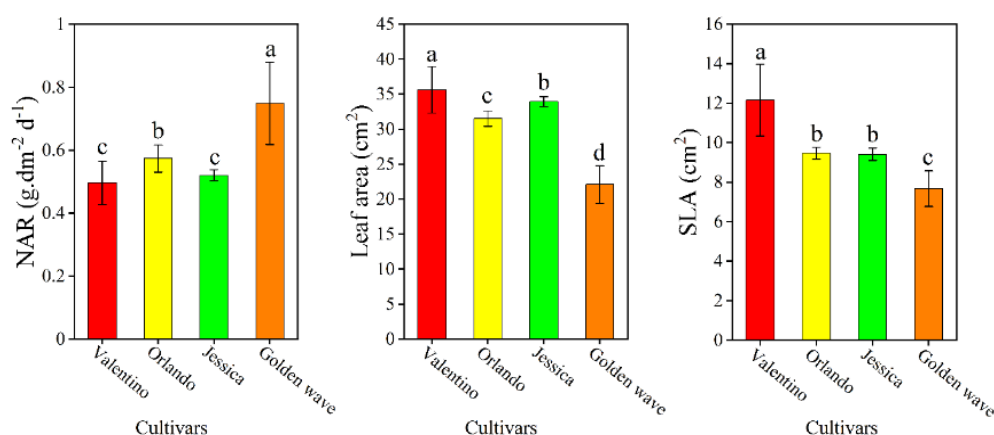 1
0.8
0.6
0.4
0.2
0
NAR (g.dm⁻² d⁻¹)
c
b
c
a
Valentino
Orlando
Jessica
Golden wave
Cultivars
45
40
35
30
25
20
15
10
5
0
Leaf area (cm²)
a
c
b
d
Valentino
Orlando
Jessica
Golden wave
Cultivars
16
14
12
10
8
6
4
2
0
SLA (cm²)
a
b
b
c
Valentino
Orlando
Jessica
Golden wave
Cultivars